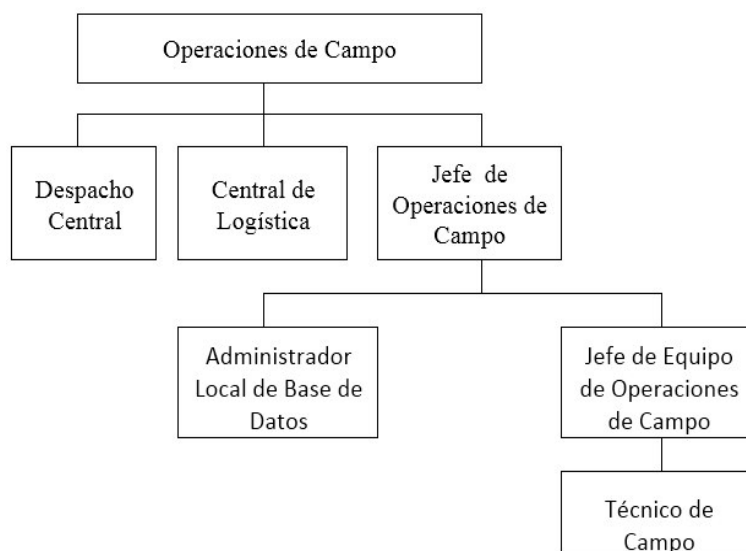 Operaciones de Campo
Despacho
Central
Central de
Logística
Jefe de
Operaciones de
Campo
Administrador
Local de Base de
Datos
Jefe de Equipo
de Operaciones
de Campo
Técnico de
Campo